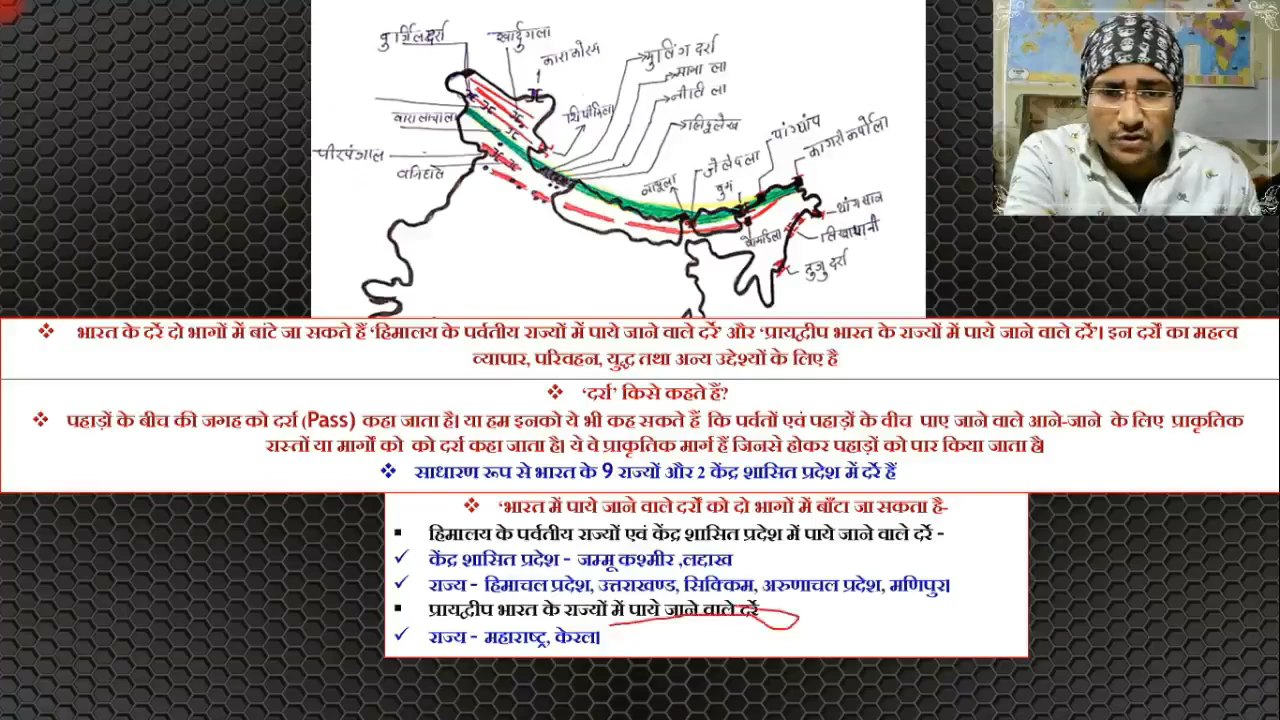 बुर्जिल दर्रा
खार्दुगला
काराकोरम
मुलिंग दर्रा
माना ला
नीति ला
लिपुलेख
शिपकिला
बारालाचाला
पीरपंजाल
बनिहाल
नाथूला
जैलेपला
पांग्सांप
दुर्रा
बोमडिला
लिखापानी
तुजु दर्रा
भारत के दर्रे दो भागों में बांटे जा सकते हैं ‘हिमालय के पर्वतीय राज्यों में पाये जाने वाले दर्रे’ और ‘प्रायद्वीप भारत के राज्यों में पाये जाने वाले दर्रे’। इन दर्रों का महत्व
व्यापार, परिवहन, युद्ध तथा अन्य उद्देश्यों के लिए है
‘दर्रा’ किसे कहते हैं?
पहाड़ों के बीच की जगह को दर्रा (Pass) कहा जाता है। या हम इनको ये भी कह सकते हैं कि पर्वतों एवं पहाड़ों के वीच पाए जाने वाले आने-जाने के लिए प्राकृतिक
रास्तों या मार्गों को को दर्रा कहा जाता है। ये वे प्राकृतिक मार्ग हैं जिनसे होकर पहाड़ों को पार किया जाता है।
साधारण रूप से भारत के 9 राज्यों और 2 केंद्र शासित प्रदेश में दर्रे हैं
‘भारत में पाये जाने वाले दर्रों को दो भागों में बाँटा जा सकता है-
हिमालय के पर्वतीय राज्यों एवं केंद्र शासित प्रदेश में पाये जाने वाले दर्रे -
केंद्र शासित प्रदेश - जम्मू कश्मीर ,लद्दाख
राज्य - हिमाचल प्रदेश, उत्तराखण्ड, सिक्किम, अरुणाचल प्रदेश, मणिपुर।
प्रायद्वीप भारत के राज्यों में पाये जाने वाले दर्रे
राज्य - महाराष्ट्र, केरल।